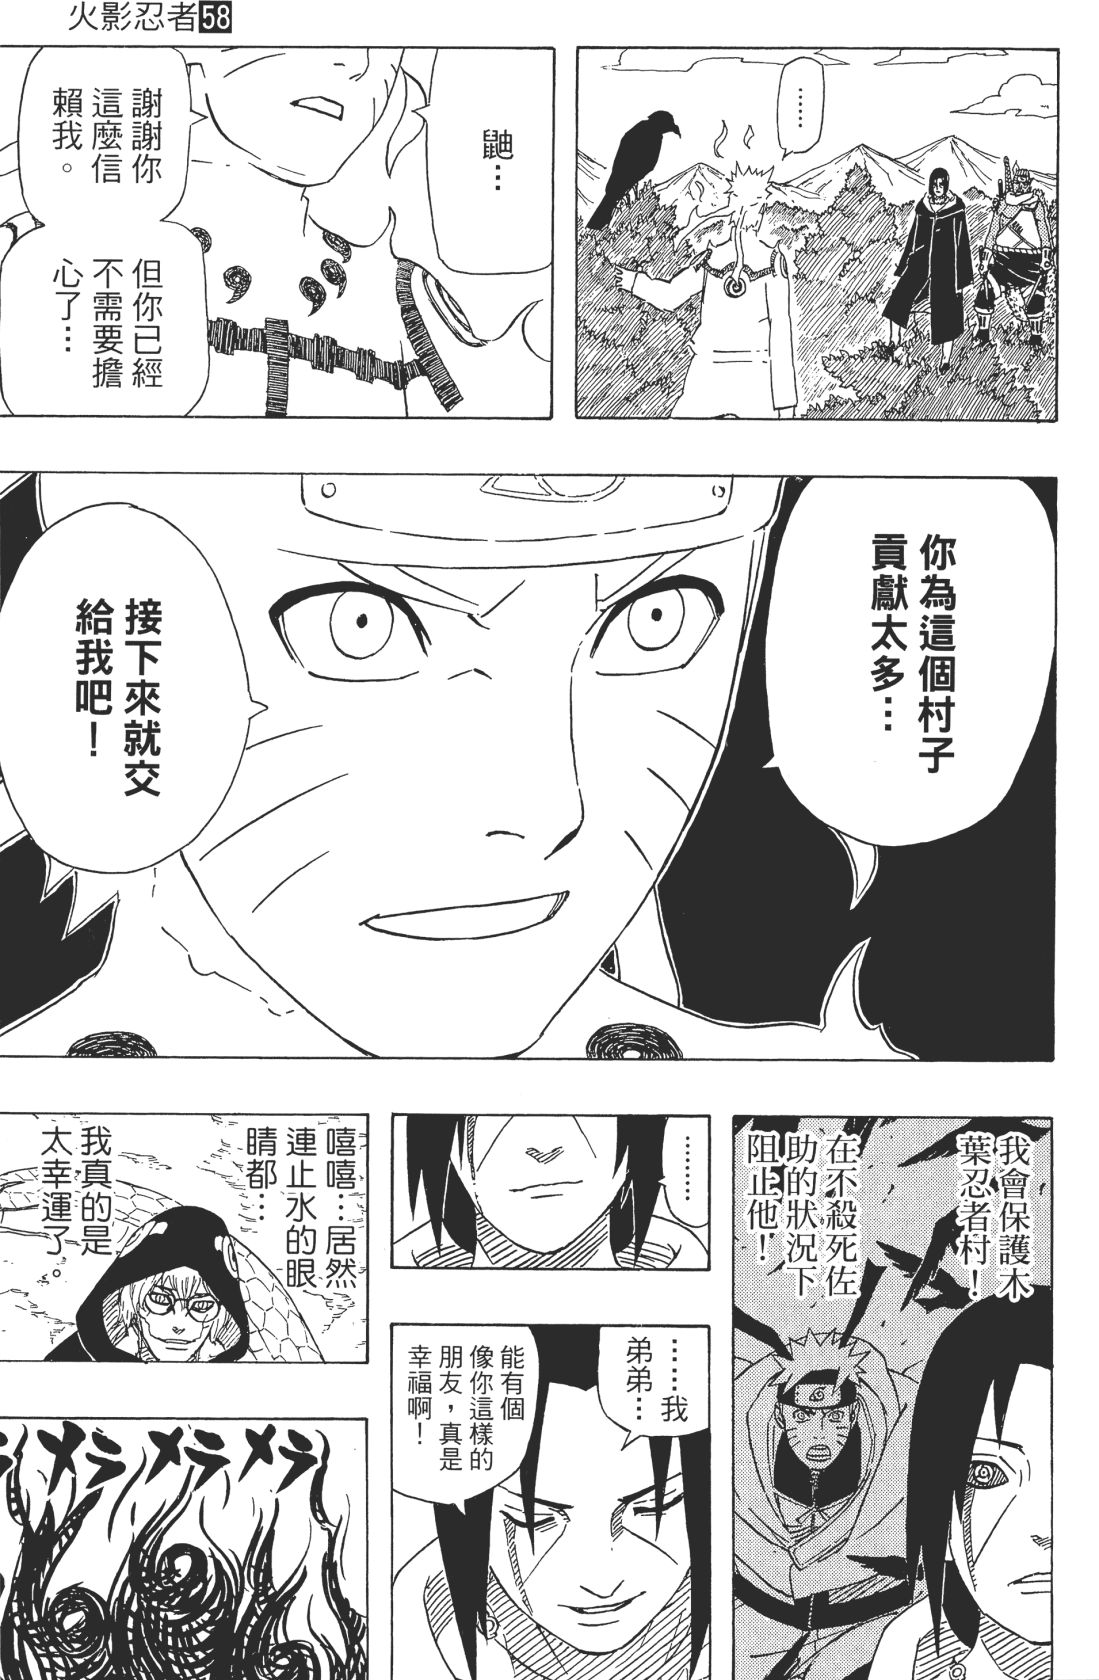 火影忍者58
……
鼬…
謝謝你
這麼信
賴我。
但你已經
不需要擔
心了…
你為這個村子
貢獻太多…
接下來就交
給我吧！
我會保護木
葉忍者村！
在不殺死佐
助的狀況下
阻止他！
………
……我
弟弟…
能有個
像你這樣的
朋友，真是
幸福啊！
嘻嘻…居然
連止水的眼
睛都…
我真的是
太幸運了。
メラメラメラ